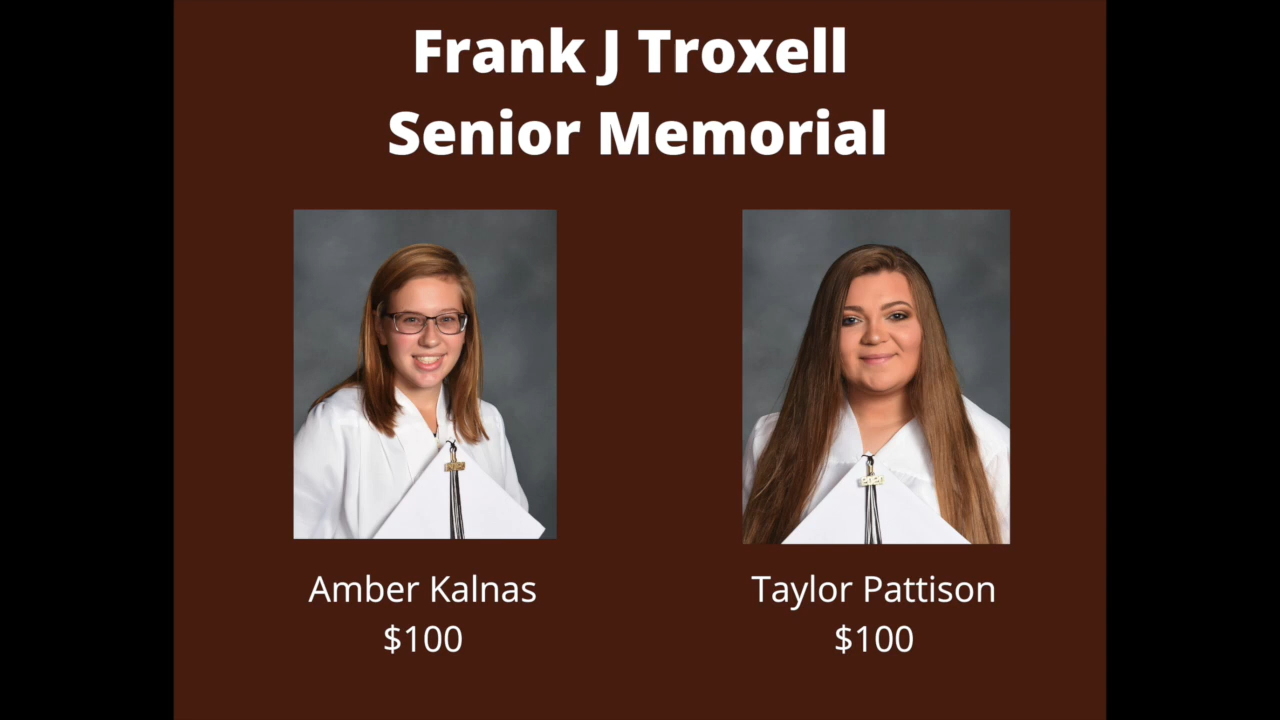 Frank J Troxell
Senior Memorial
Amber Kalnas
$100
Taylor Pattison
$100